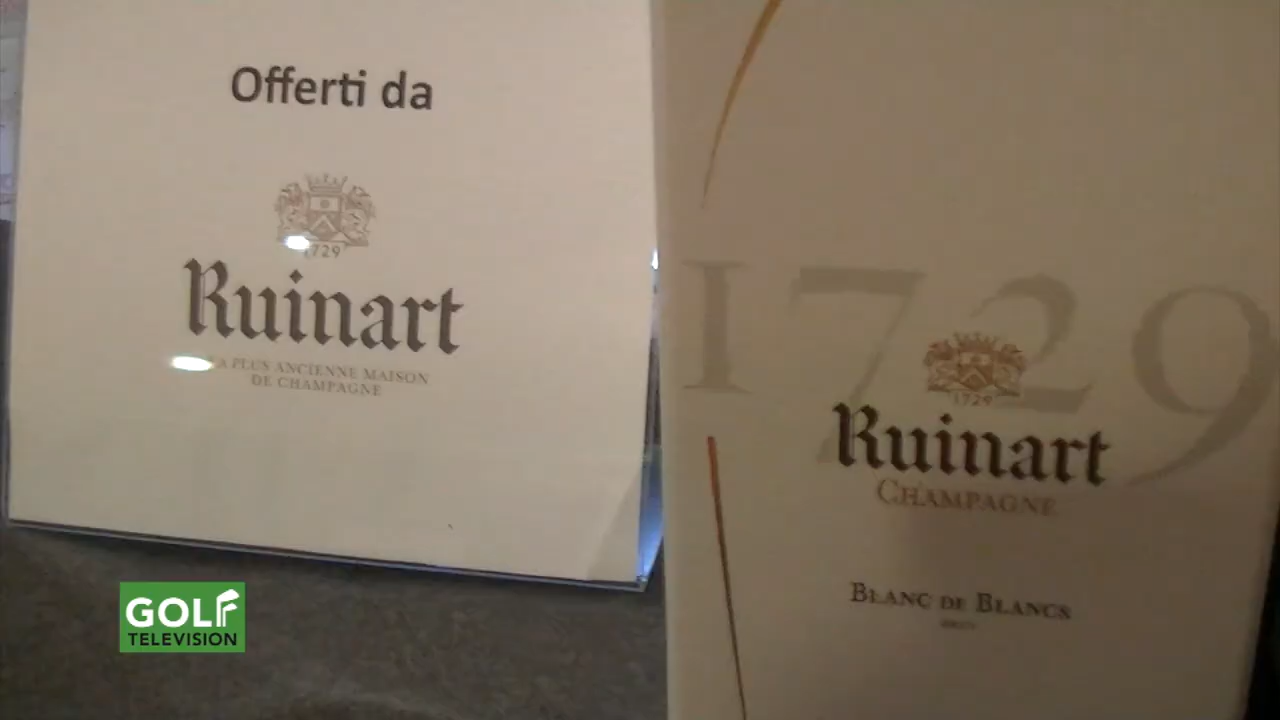 Offerti da
1729
Ruinart
LA PLUS ANCIENNE MAISON
DE CHAMPAGNE
1729
1729
Ruinart
CHAMPAGNE
BLANC DE BLANCS
GOLF
TELEVISION